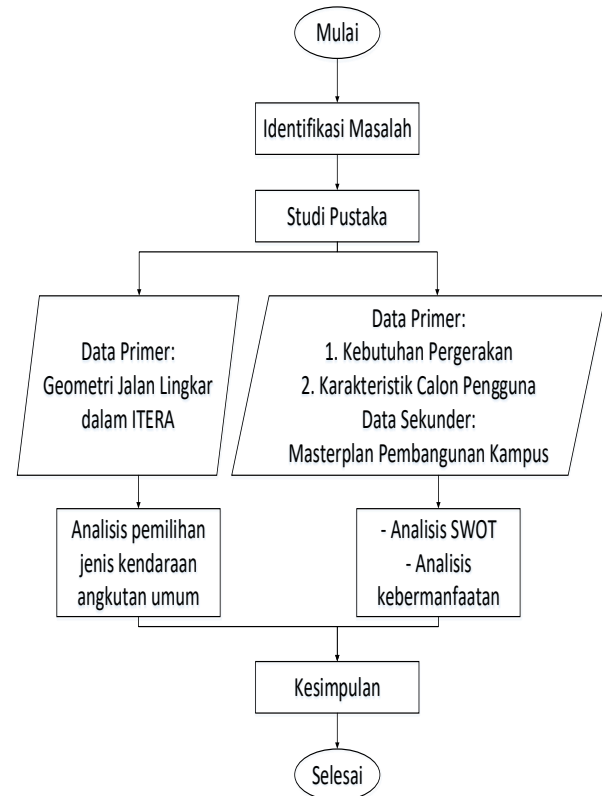 Mulai
Identifikasi Masalah
Studi Pustaka
Data Primer:
Geometri Jalan Lingkar
dalam ITERA
Data Primer:
1. Kebutuhan Pergerakan
2. Karakteristik Calon Pengguna
Data Sekunder:
Masterplan Pembangunan Kampus
Analisis pemilihan
jenis kendaraan
angkutan umum
- Analisis SWOT
- Analisis
kebermanfaatan
Kesimpulan
Selesai